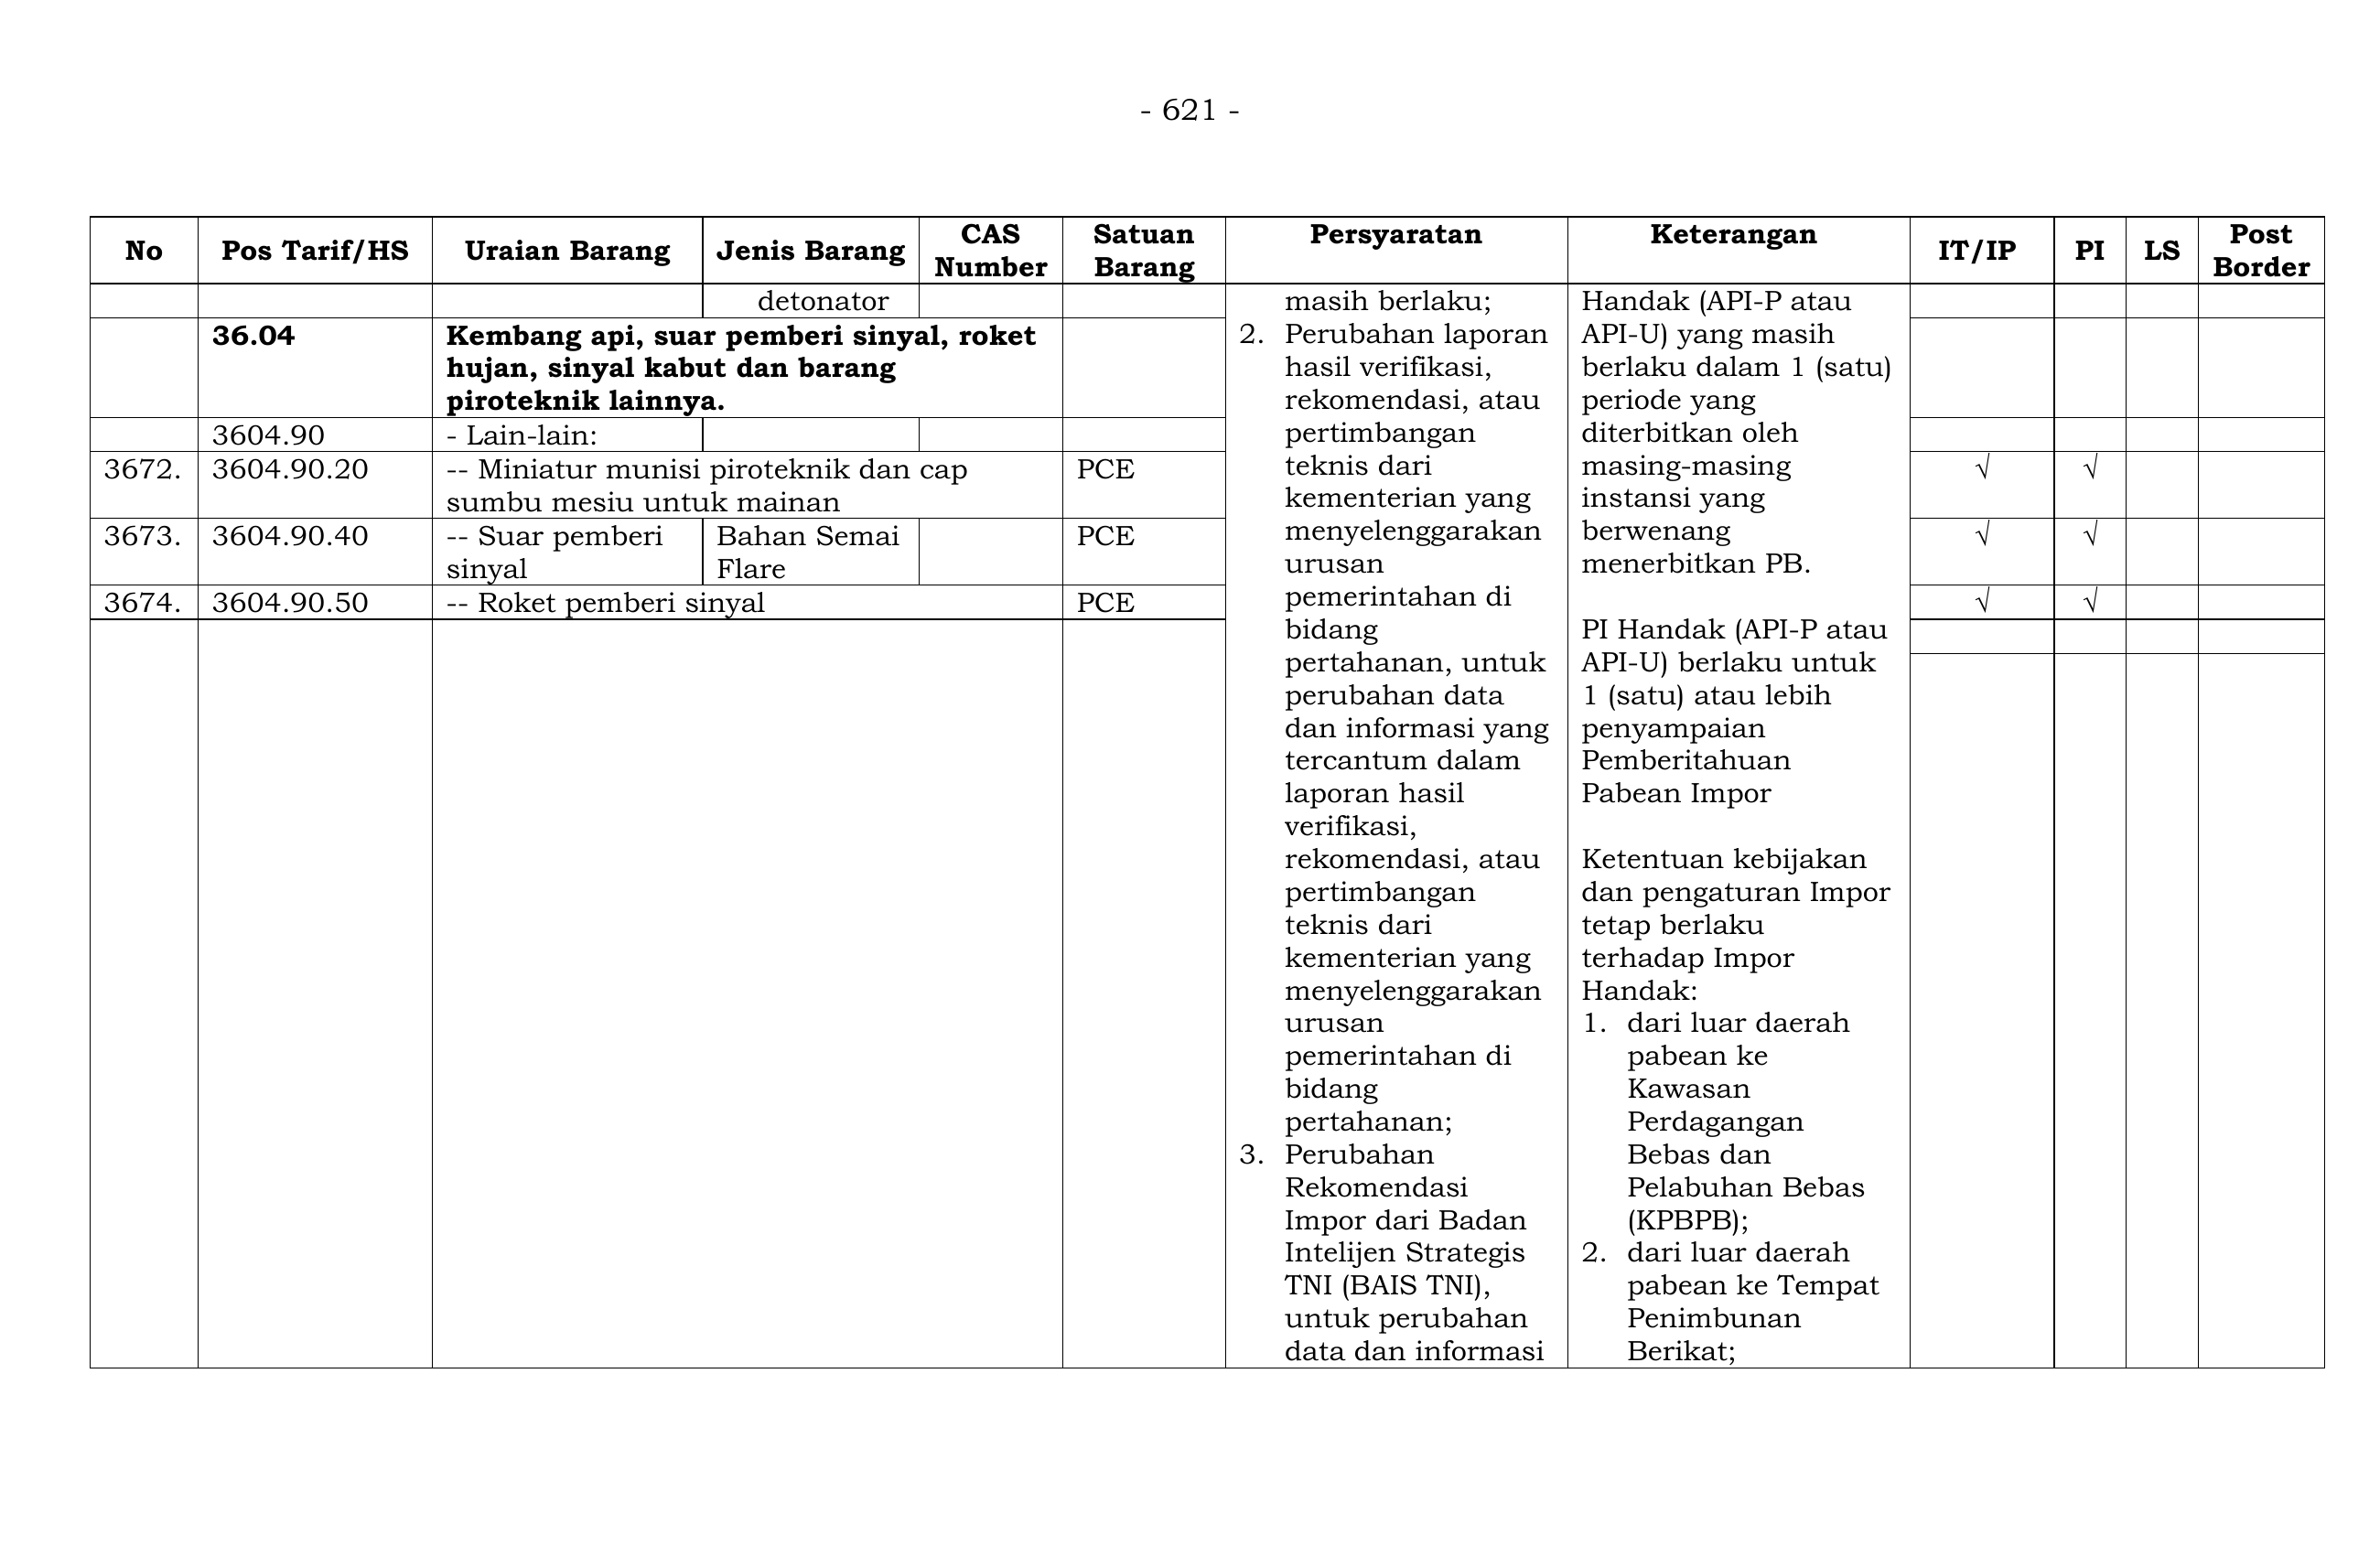 - 621 -
No
Pos Tarif/HS
Uraian Barang
Jenis Barang
CAS
Number
Satuan
Barang
Persyaratan
Keterangan
IT/IP
PI
LS
Post
Border
detonator
36.04
Kembang api, suar pemberi sinyal, roket
hujan, sinyal kabut dan barang
piroteknik lainnya.
3604.90
- Lain-lain:
3672.
3604.90.20
-- Miniatur munisi piroteknik dan cap
sumbu mesiu untuk mainan
PCE
√
√
3673.
3604.90.40
-- Suar pemberi
sinyal
Bahan Semai
Flare
PCE
√
√
3674.
3604.90.50
-- Roket pemberi sinyal
PCE
√
√
masih berlaku;
2. Perubahan laporan
hasil verifikasi,
rekomendasi, atau
pertimbangan
teknis dari
kementerian yang
menyelenggarakan
urusan
pemerintahan di
bidang
pertahanan, untuk
perubahan data
dan informasi yang
tercantum dalam
laporan hasil
verifikasi,
rekomendasi, atau
pertimbangan
teknis dari
kementerian yang
menyelenggarakan
urusan
pemerintahan di
bidang
pertahanan;
3. Perubahan
Rekomendasi
Impor dari Badan
Intelijen Strategis
TNI (BAIS TNI),
untuk perubahan
data dan informasi
Handak (API-P atau
API-U) yang masih
berlaku dalam 1 (satu)
periode yang
diterbitkan oleh
masing-masing
instansi yang
berwenang
menerbitkan PB.
PI Handak (API-P atau
API-U) berlaku untuk
1 (satu) atau lebih
penyampaian
Pemberitahuan
Pabean Impor
Ketentuan kebijakan
dan pengaturan Impor
tetap berlaku
terhadap Impor
Handak:
1. dari luar daerah
pabean ke
Kawasan
Perdagangan
Bebas dan
Pelabuhan Bebas
(KPBPB);
2. dari luar daerah
pabean ke Tempat
Penimbunan
Berikat;